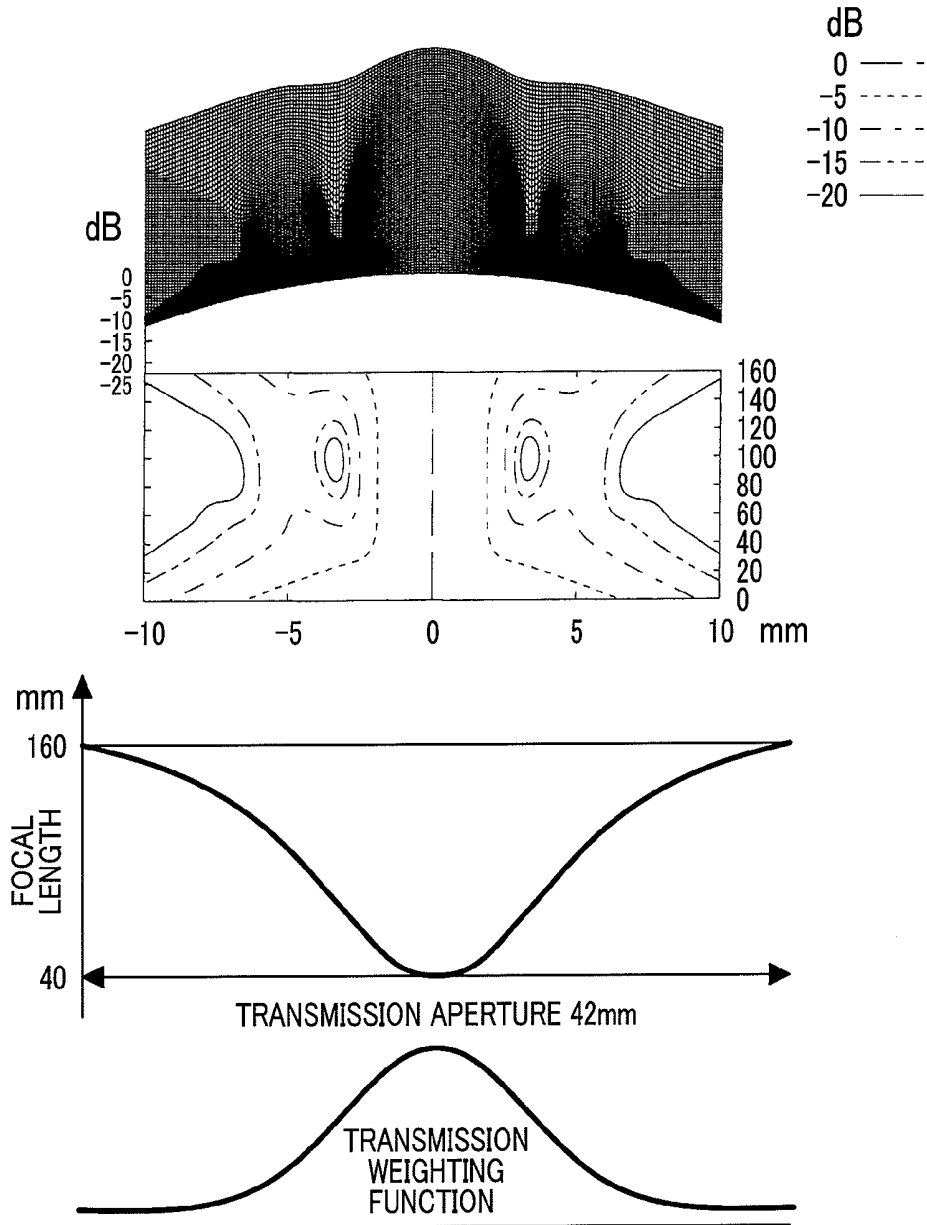 dB
0
-5
-10
-15
-20
dB
0
-5
-10
-15
-20
-25
160
140
120
100
80
60
40
20
0
-10 -5 0 5 10 mm
mm
160
FOCAL
LENGTH
40
TRANSMISSION APERTURE 42mm
TRANSMISSION
WEIGHTING
FUNCTION